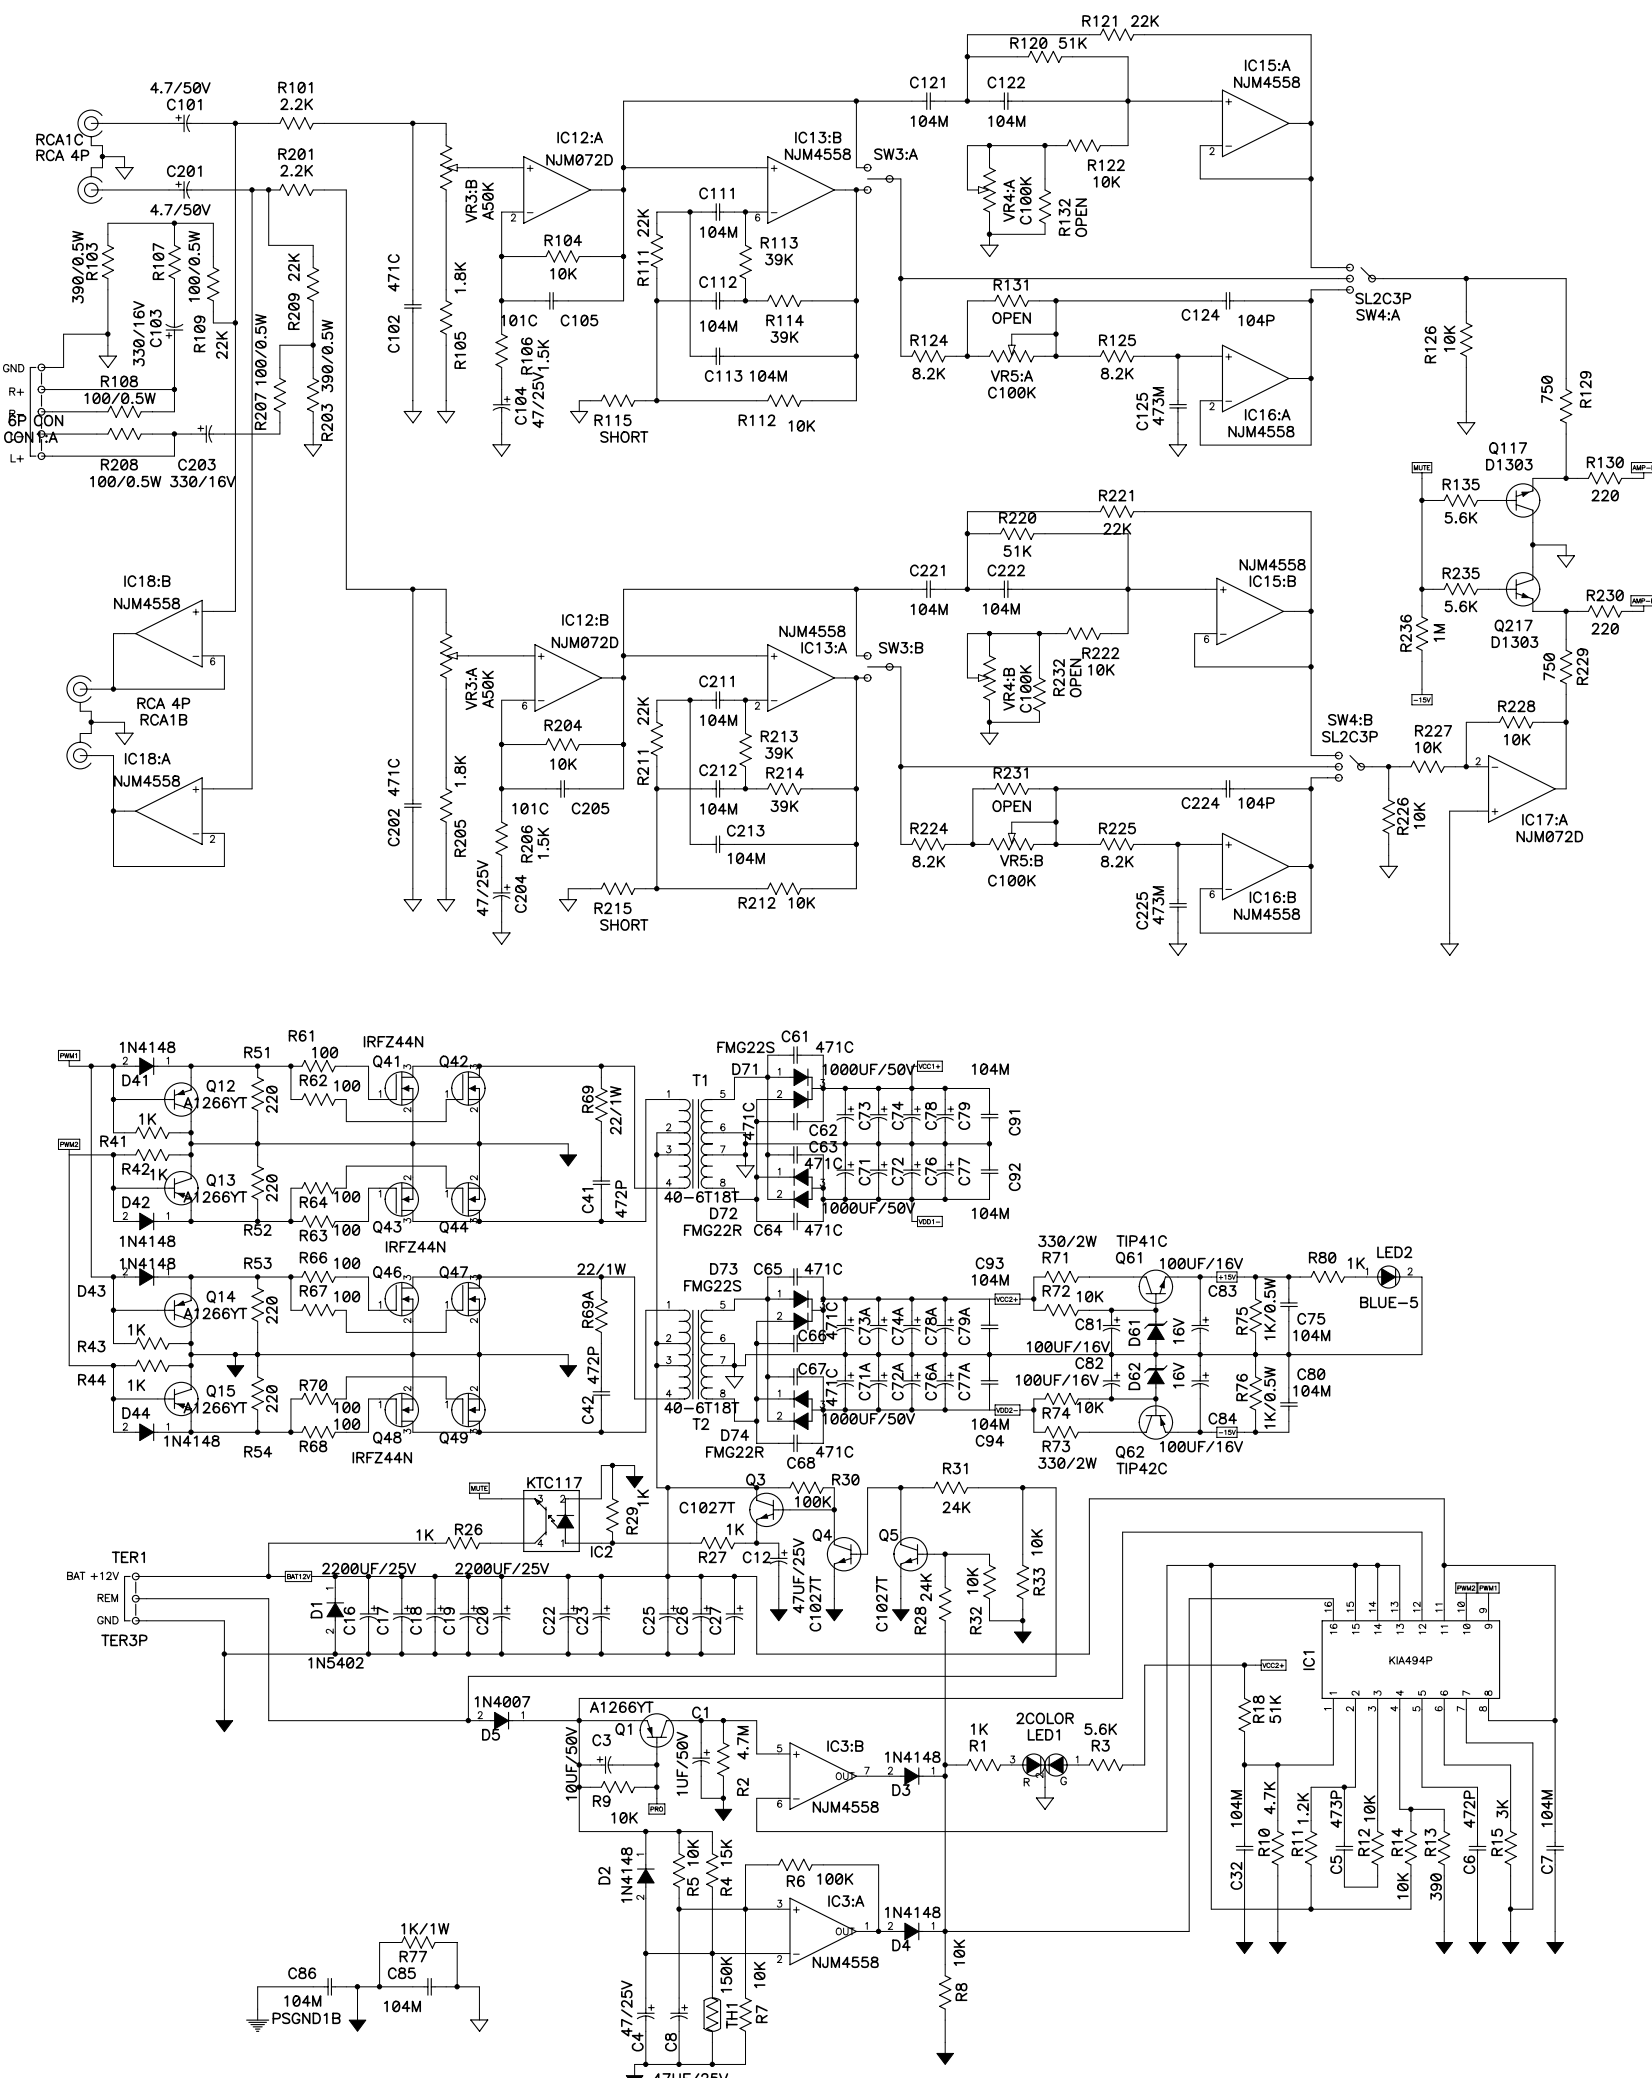 R121 22K
R120 51K
IC15:A
NJM4558
4.7/50V
C101
R101
2.2K
C121
C122
104M
104M
RCA1C
RCA 4P
IC12:A
NJM072D
IC13:B
NJM4558
SW3:A
2
R201
2.2K
C201
4.7/50V
R122
10K
VR3:B
A50K
C111
104M
VR4:A
C100K
R132
OPEN
2
6
390/0.5W
R103
R107
100/0.5W
R209 22K
R104
10K
R111 22K
R113
39K
C102 471C
1.8K
R105
C112
104M
R114
39K
R131
OPEN
C124
104P
SL2C3P
SW4:A
330/16V
C103
R109
22K
101C
C105
R106
1.5K
R126
10K
GND
R+
L+
6P CON
CON1:A
R108
100/0.5W
R207 100/0.5W
R203 390/0.5W
C104
47/25V
C113 104M
R124
8.2K
VR5:A
C100K
R125
8.2K
C125
473M
2
IC16:A
NJM4558
750
R129
R115
SHORT
R112 10K
R208
100/0.5W
C203
330/16V
Q117
D1303
MUTE
R135
5.6K
R130
220
R221
22K
R220
51K
NJM4558
IC15:B
IC18:B
NJM4558
6
C221
104M
C222
104M
R235
5.6K
Q217
D1303
R230
220
R236
1M
-15V
IC12:B
NJM072D
NJM4558
IC13:A
SW3:B
6
R222
10K
750
R229
VR3:A
A50K
C211
104M
VR4:B
C100K
R232
OPEN
RCA 4P
RCA1B
6
2
R204
10K
R211
22K
R213
39K
SW4:B
SL2C3P
R227
10K
R228
10K
IC18:A
NJM4558
2
C202 471C
1.8K
R205
C212
104M
R214
39K
R231
OPEN
C224
104P
R226
10K
2
IC17:A
NJM072D
101C
C205
R206
1.5K
C213
104M
R224
8.2K
VR5:B
C100K
R225
8.2K
C225
473M
6
IC16:B
NJM4558
47/25V
C204
R215
SHORT
R212 10K
PWM1
1N4148
D41
Q12
A1266YT
R51
220
R61
100
R62
100
IRFZ44N
Q41
Q42
R69
22/1W
T1
FMG22S
D71
C61
471C
1000UF/50V
VCC1+
104M
C73
C74
C78
C79
C91
1K
R41
PWM2
471C
C62
C63
471C
R42
1K
Q13
A1266YT
220
R64
100
C41
472P
40-6T18T
C71
C72
C76
C77
C92
D42
1N4148
R52
R63
100
Q43
Q44
IRFZ44N
D72
FMG22R
C64
471C
1000UF/50V
VDD1-
104M
1N4148
D43
Q14
A1266YT
R53
220
R66
100
R67
100
Q46
Q47
22/1W
R69A
D73
FMG22S
C65
471C
471C
C66
C73A
C74A
C78A
C79A
C93
104M
VCC2+
330/2W
R71
R72
10K
TIP41C
Q61
100UF/16V
+15V
C83
C81
D61
16V
R75
1K/0.5W
C75
104M
R80
1K
LED2
BLUE-5
R43
1K
R44
1K
100UF/16V
C82
100UF/16V
D62
16V
R76
1K/0.5W
C80
104M
Q15
A1266YT
220
R70
100
472P
C42
40-6T18T
T2
C67
471C
C71A
C72A
C76A
C77A
1000UF/50V
VDD2-
R74
10K
D44
1N4148
R54
100
R68
Q48
Q49
IRFZ44N
D74
FMG22R
C68
471C
104M
C94
R73
330/2W
Q62
TIP42C
C84
-15V
100UF/16V
MUTE
KTC117
IC2
R29
1K
Q3
C1027T
R30
100K
R31
24K
1K
R26
R27
1K
C12
47UF/25V
Q4
C1027T
Q5
C1027T
24K
R28
10K
R32
R33 10K
TER1
BAT +12V
REM
GND
TER3P
BAT12V
2200UF/25V
2200UF/25V
D1
1N5402
C16
C17
C18
C19
C20
C22
C23
C25
C26
C27
PWM2
PWM1
16 15 14 13 12 11 10 9
IC1
KIA494P
1 2 3 4 5 6 7 8
VCC2+
R18
51K
1N4007
D5
A1266YT
Q1
C1
C3
10UF/50V
R9
10K
PRO
1UF/50V
4.7M
R2
IC3:B
5
6
OUT
7
NJM4558
1N4148
D3
1K
R1
2COLOR
LED1
R
G
5.6K
R3
C32 104M
R10 4.7K
R11 1.2K
C5 473P
R12 10K
R14
10K
R13
390
C6 472P
R15 3K
C7 104M
D2
1N4148
R5 10K
R4 15K
R6
100K
IC3:A
3
2
OUT
1
NJM4558
1N4148
D4
10K
R8
1K/1W
R77
C86
104M
PSGND1B
C85
104M
47/25V
C4
C8
150K
TH1
10K
R7
47UF/25V